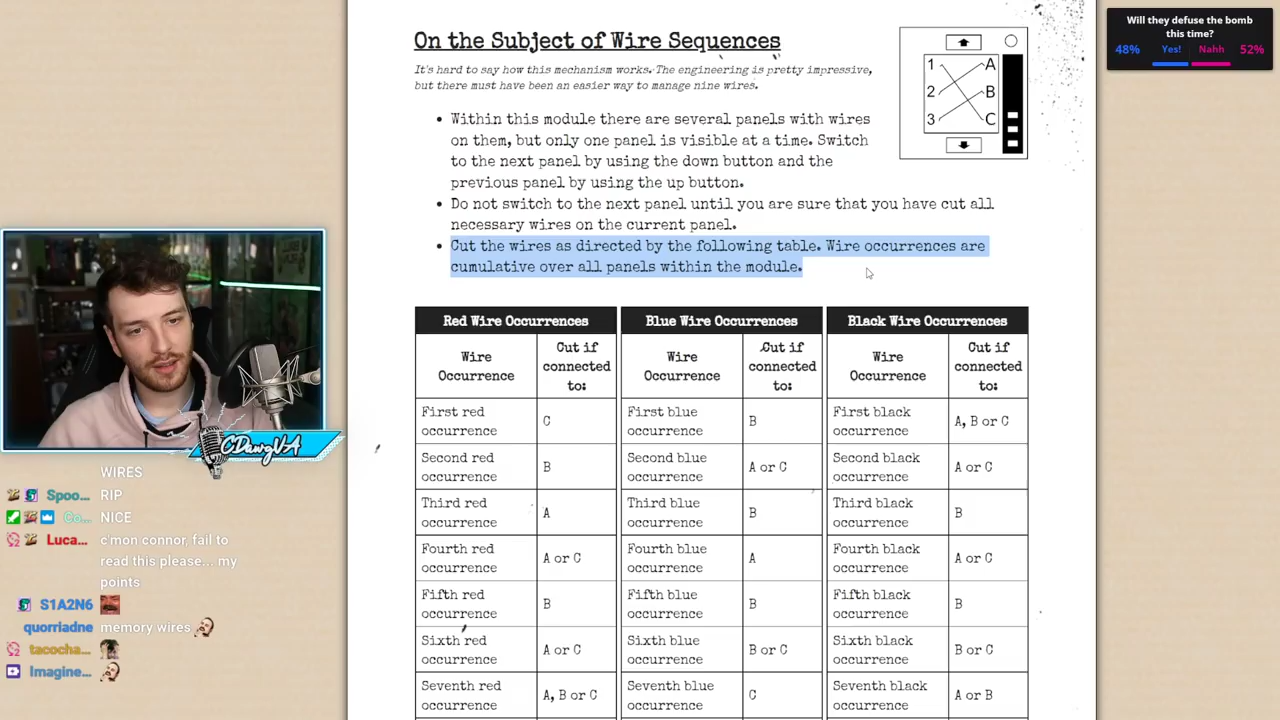 Will they defuse the bomb
this time?
48% Yes! Nahh 52%
On the Subject of Wire Sequences
It's hard to say how this mechanism works. The engineering is pretty impressive,
but there must have been an easier way to manage nine wires.
1 A
2 B
3 C
• Within this module there are several panels with wires
on them, but only one panel is visible at a time. Switch
to the next panel by using the down button and the
previous panel by using the up button.
• Do not switch to the next panel until you are sure that you have cut all
necessary wires on the current panel.
• Cut the wires as directed by the following table. Wire occurrences are
cumulative over all panels within the module.
Red Wire Occurrences
Wire
Occurrence
Cut if
connected
to:
First red
occurrence
C
Second red
occurrence
B
Third red
occurrence
A
Fourth red
occurrence
A or C
Fifth red
occurrence
B
Sixth red
occurrence
A or C
Seventh red
occurrence
A, B or C
Blue Wire Occurrences
Wire
Occurrence
Cut if
connected
to:
First blue
occurrence
B
Second blue
occurrence
A or C
Third blue
occurrence
B
Fourth blue
occurrence
A
Fifth blue
occurrence
B
Sixth blue
occurrence
B or C
Seventh blue
occurrence
C
Black Wire Occurrences
Wire
Occurrence
Cut if
connected
to:
First black
occurrence
A, B or C
Second black
occurrence
A or C
Third black
occurrence
B
Fourth black
occurrence
A or C
Fifth black
occurrence
B
Sixth black
occurrence
B or C
Seventh black
occurrence
A or B
CDawgVA
WIRES
Spoo... RIP
Co... NICE
Luca... c'mon connor, fail to
read this please... my
points
S1A2N6
quorriadne memory wires
tacocha...
Imagine...